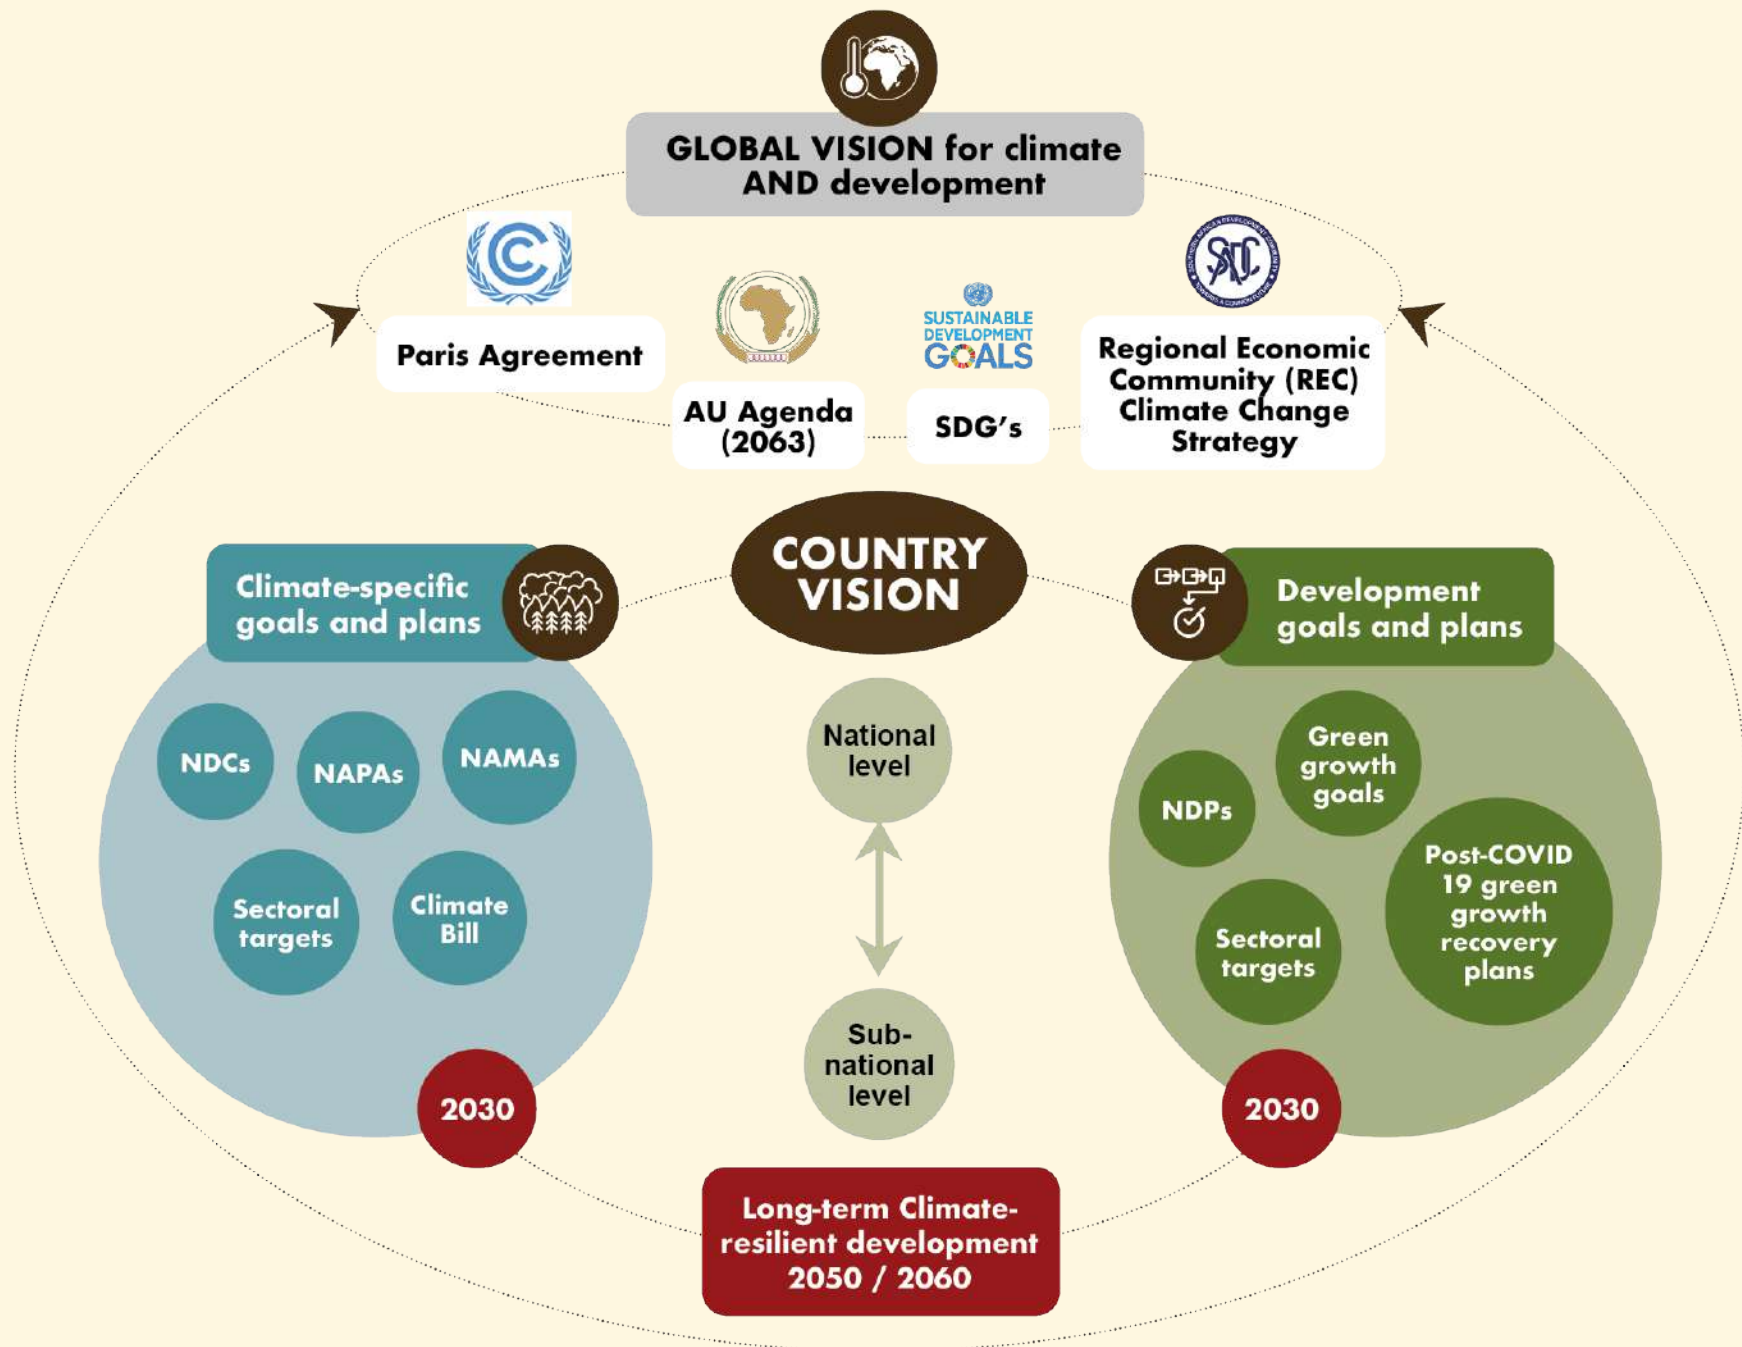 GLOBAL VISION for climate
AND development
Paris Agreement
AU Agenda
(2063)
SUSTAINABLE
DEVELOPMENT
GOALS
SDG's
SADC
Regional Economic
Community (REC)
Climate Change
Strategy
COUNTRY
VISION
Climate-specific
goals and plans
NDCs
NAPAs
NAMAs
Sectoral
targets
Climate
Bill
2030
National
level
Sub-
national
level
Development
goals and plans
Green
growth
goals
NDPs
Post-COVID
19 green
growth
recovery
plans
Sectoral
targets
2030
Long-term Climate-
resilient development
2050 / 2060